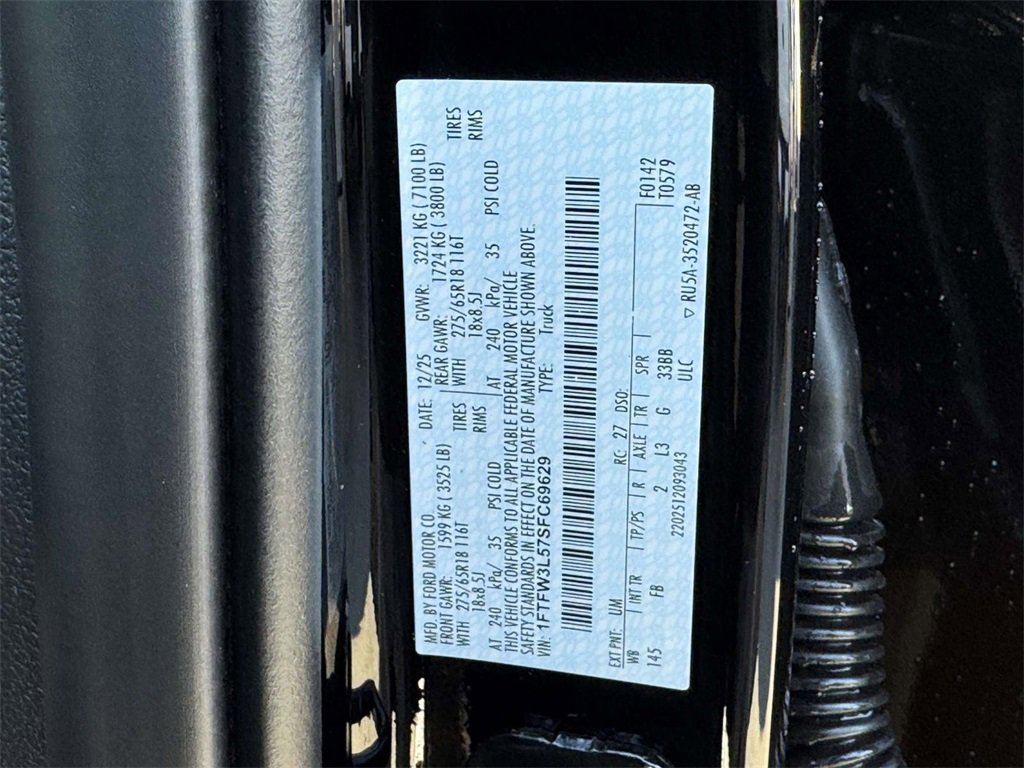 MFD. BY FORD MOTOR CO. DATE: 12/25 GVWR: 3221 KG ( 7100 LB)
FRONT GAWR: 1599 KG ( 3525 LB) REAR GAWR: 1724 KG ( 3800 LB)
WITH 275/65R18 116T TIRES WITH 275/65R18 116T TIRES
18x8.5J RIMS 18x8.5J RIMS
AT 240 kPa/ 35 PSI COLD AT 240 kPa/ 35 PSI COLD
THIS VEHICLE CONFORMS TO ALL APPLICABLE FEDERAL MOTOR VEHICLE
SAFETY STANDARDS IN EFFECT ON THE DATE OF MANUFACTURE SHOWN ABOVE.
VIN: 1FTFW3L57SFC69629 TYPE: Truck
EXT PNT: UM RC: 27 DSO: F0142
WB INTTR TP/PS R AXLE TR SPR T0579
145 FB 2 L3 G 33BB
2202512093043 ULC
▽ RU5A-3520472-AB